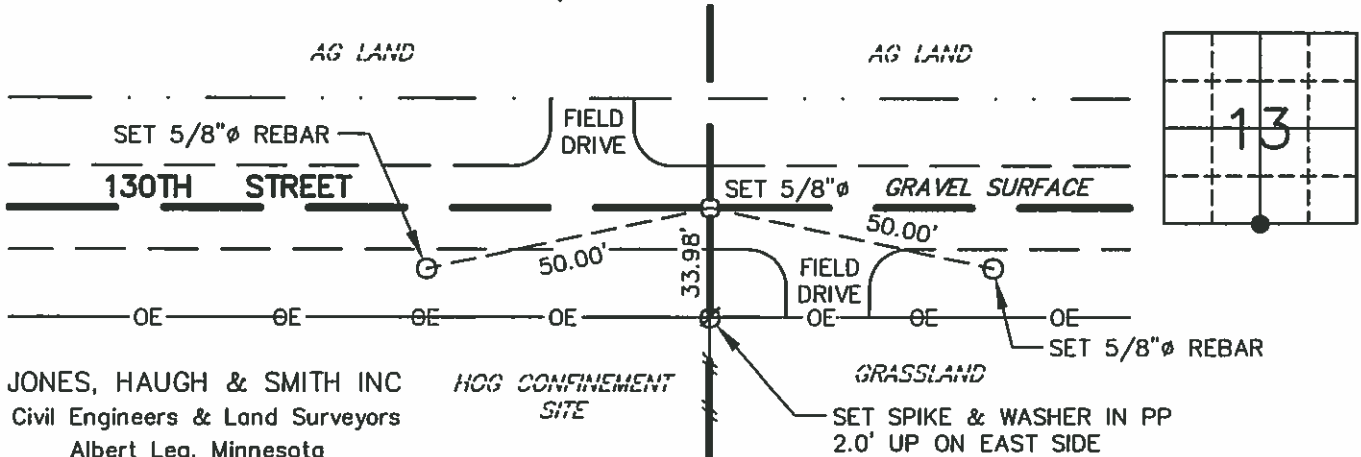 AG LAND
AG LAND
FIELD
DRIVE
SET 5/8"ø REBAR
13
130TH STREET
SET 5/8"ø
GRAVEL SURFACE
50.00'
50.00'
33.98'
FIELD
DRIVE
OE OE OE OE OE OE OE
SET 5/8"ø REBAR
JONES, HAUGH & SMITH INC
Civil Engineers & Land Surveyors
Albert Lea, Minnesota
HOG CONFINEMENT
SITE
GRASSLAND
SET SPIKE & WASHER IN PP
2.0' UP ON EAST SIDE